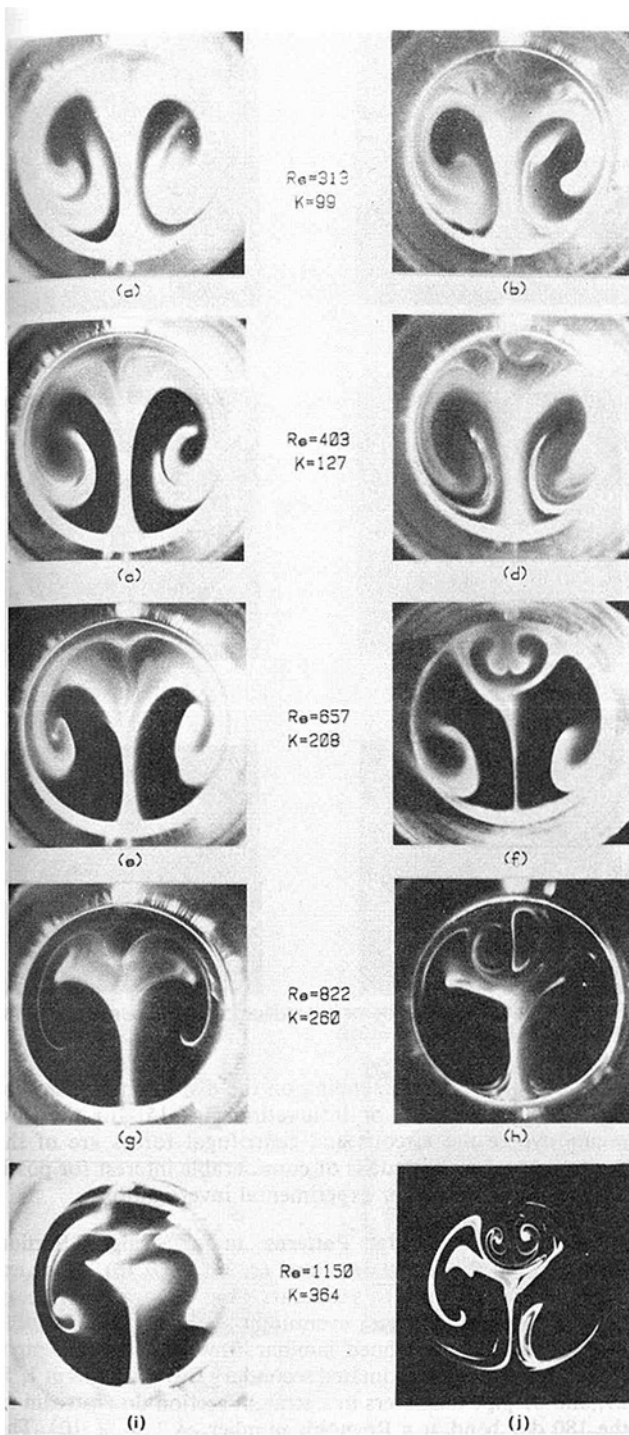 Re=313
K=99
(a)
(b)
Re=403
K=127
(c)
(d)
Re=657
K=208
(e)
(f)
Re=822
K=260
(g)
(h)
Re=1150
K=364
(i)
(j)